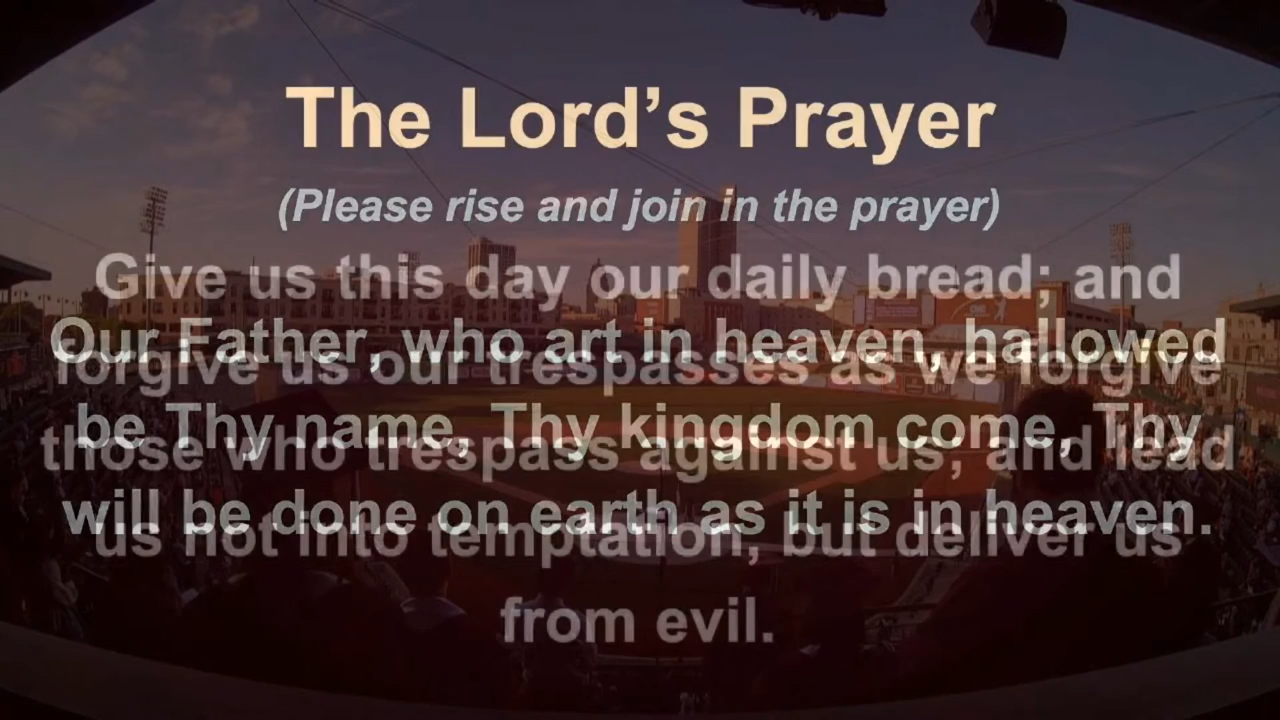 The Lord’s Prayer
(Please rise and join in the prayer)
Our Father, who art in heaven, hallowed
be Thy name, Thy kingdom come, Thy
will be done on earth as it is in heaven.
Give us this day our daily bread; and
forgive us our trespasses as we forgive
those who trespass against us; and lead
us not into temptation, but deliver us
from evil.